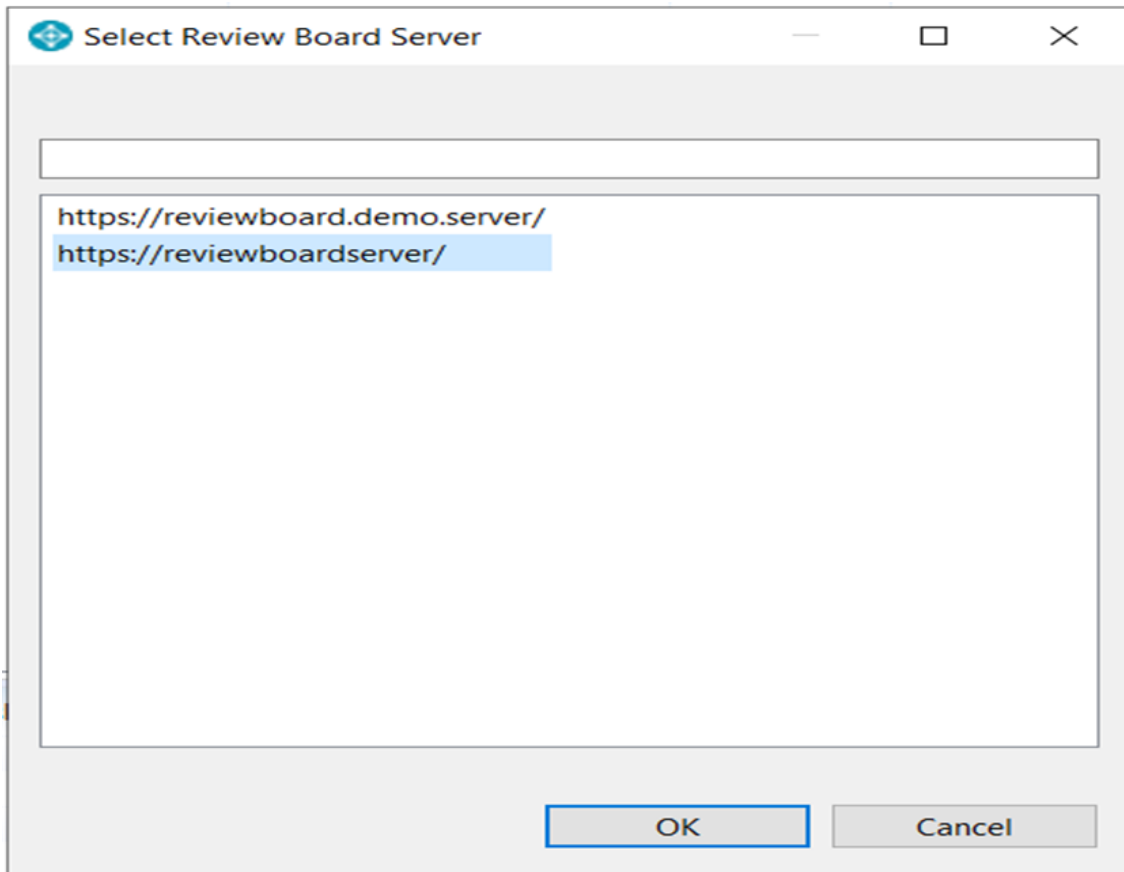 Select Review Board Server
https://reviewboard.demo.server/
https://reviewboardserver/
OK
Cancel